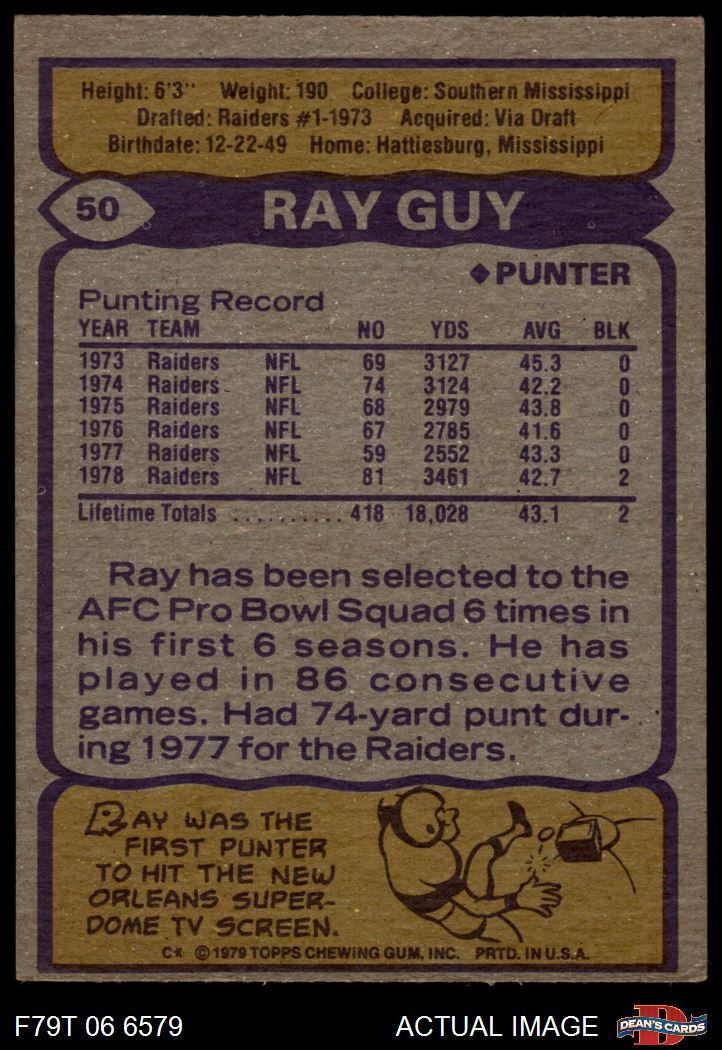 Height: 6'3" Weight: 190 College: Southern Mississippi
Drafted: Raiders #1-1973 Acquired: Via Draft
Birthdate: 12-22-49 Home: Hattiesburg, Mississippi
50 RAY GUY
◆PUNTER
Punting Record
YEAR TEAM NO YDS AVG BLK
1973 Raiders NFL 69 3127 45.3 0
1974 Raiders NFL 74 3124 42.2 0
1975 Raiders NFL 68 2979 43.8 0
1976 Raiders NFL 67 2785 41.6 0
1977 Raiders NFL 59 2552 43.3 0
1978 Raiders NFL 81 3461 42.7 2
Lifetime Totals .......... 418 18,028 43.1 2
Ray has been selected to the
AFC Pro Bowl Squad 6 times in
his first 6 seasons. He has
played in 86 consecutive
games. Had 74-yard punt dur-
ing 1977 for the Raiders.
RAY WAS THE
FIRST PUNTER
TO HIT THE NEW
ORLEANS SUPER-
DOME TV SCREEN.
C* © 1979 TOPPS CHEWING GUM, INC. PRTD. IN U.S.A.
F79T 06 6579 ACTUAL IMAGE D DEAN'S CARDS